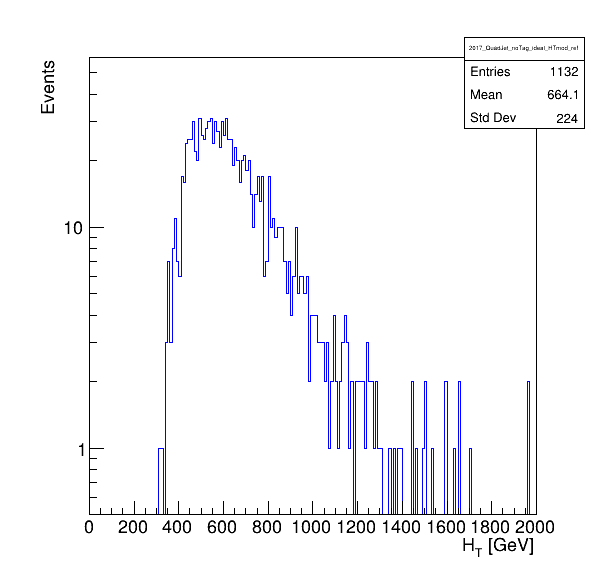 2017_QuadJet_noTag_ideal_HTmod_ref
Entries 1132
Mean 664.1
Std Dev 224
Events
10
1
0 200 400 600 800 1000 1200 1400 1600 1800 2000
H_T [GeV]